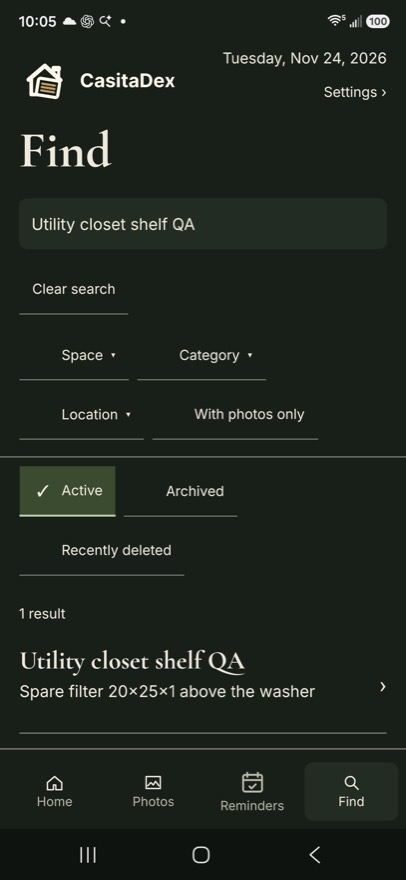 10:05
100
CasitaDex
Tuesday, Nov 24, 2026
Settings ›
Find
Utility closet shelf QA
Clear search
Space ▾
Category ▾
Location ▾
With photos only
✓ Active
Archived
Recently deleted
1 result
Utility closet shelf QA
Spare filter 20×25×1 above the washer
Home
Photos
Reminders
Find